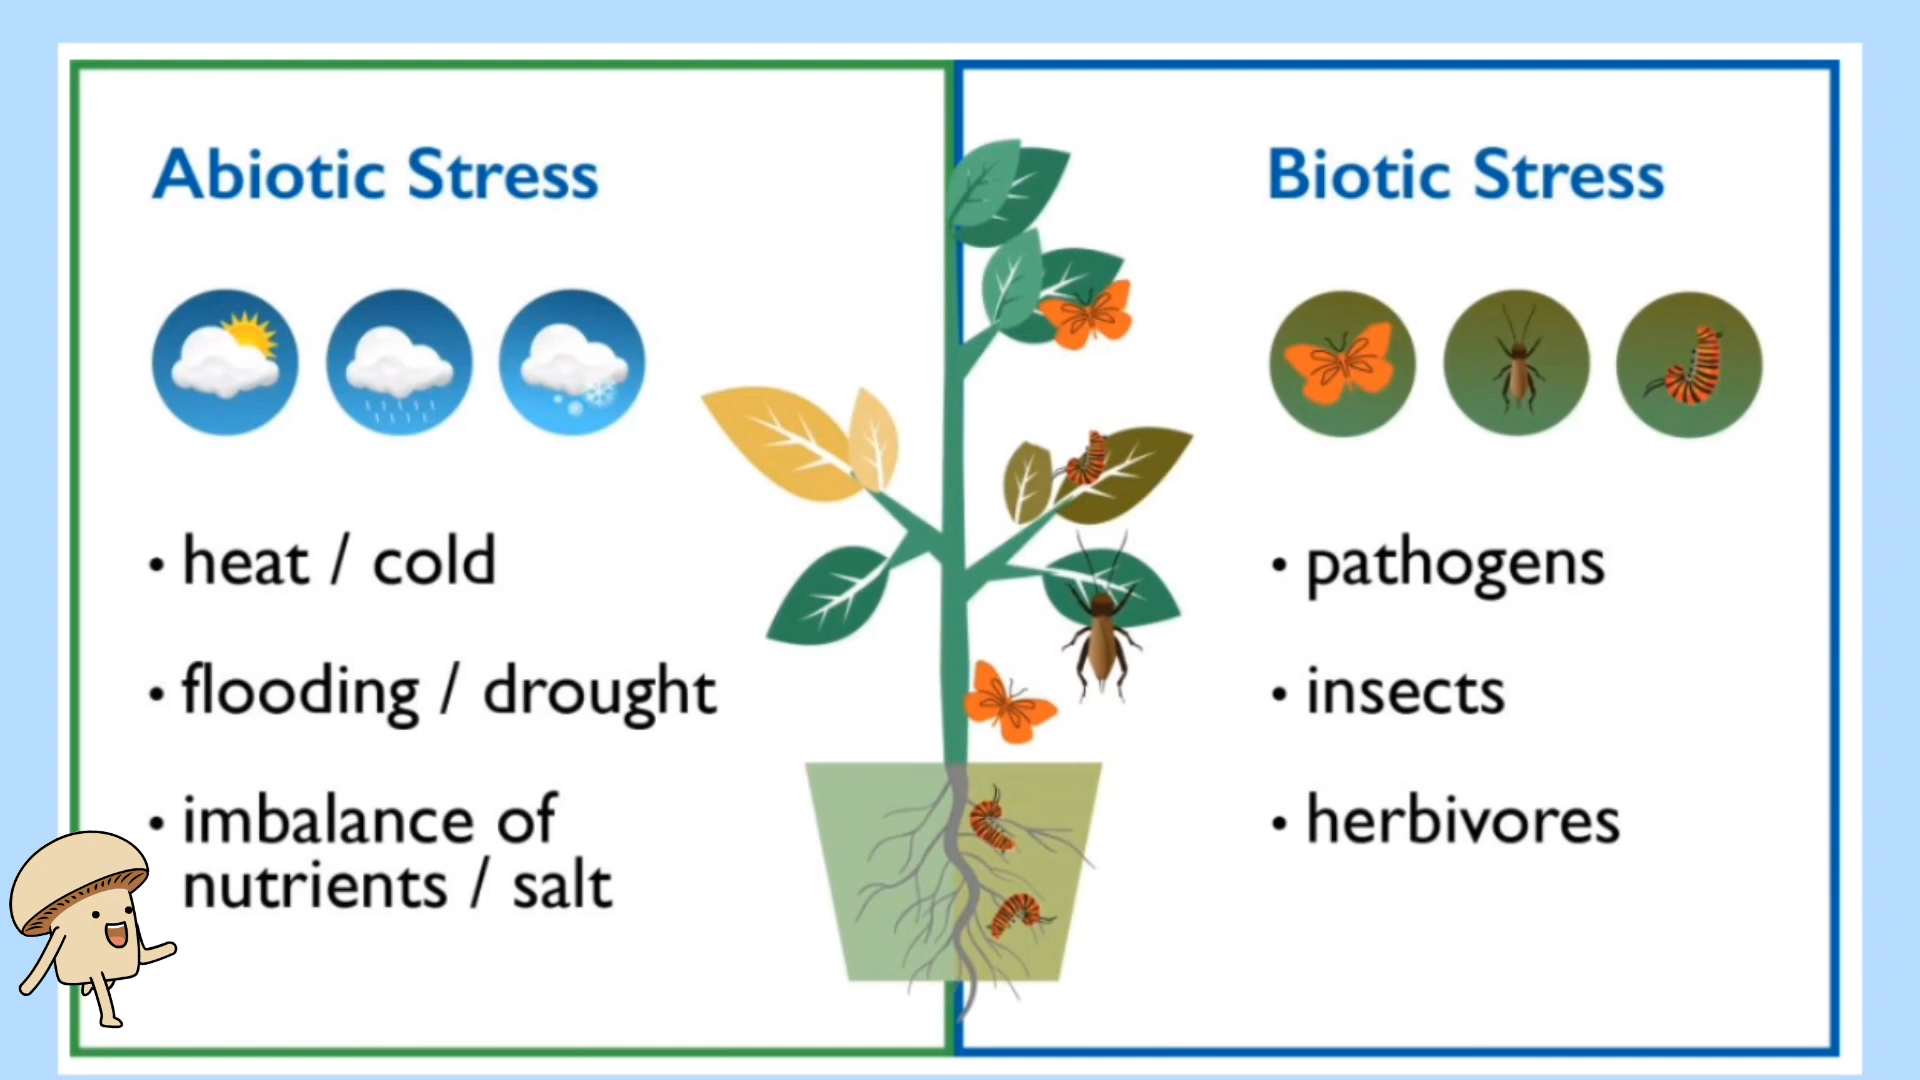 Abiotic Stress
• heat / cold
• flooding / drought
• imbalance of
nutrients / salt
Biotic Stress
• pathogens
• insects
• herbivores